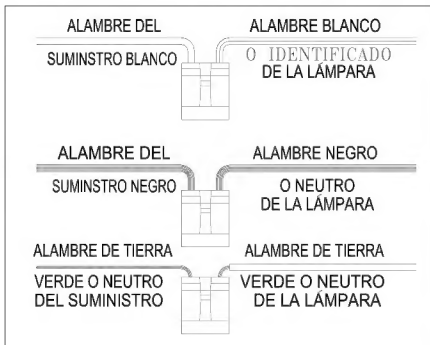 ALAMBRE DEL
SUMINSTRO BLANCO
ALAMBRE BLANCO
O IDENTIFICADO
DE LA LÁMPARA
ALAMBRE DEL
SUMINSTRO NEGRO
ALAMBRE NEGRO
O NEUTRO
DE LA LÁMPARA
ALAMBRE DE TIERRA
VERDE O NEUTRO
DEL SUMINISTRO
ALAMBRE DE TIERRA
VERDE O NEUTRO
DE LA LÁMPARA